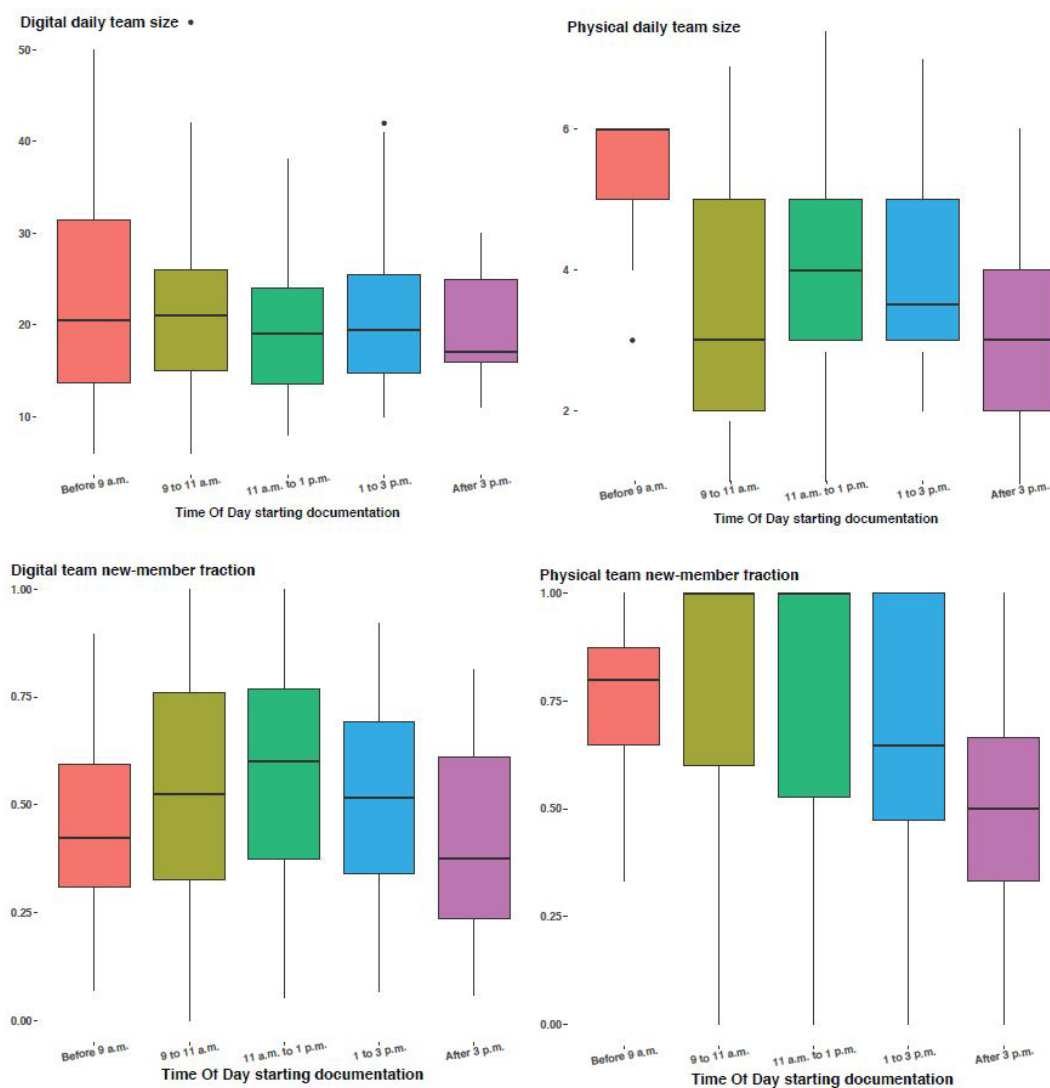 Digital daily team size
50
40
30
20
10
Before 9 a.m.
9 to 11 a.m.
11 a.m. to 1 p.m.
1 to 3 p.m.
After 3 p.m.
Time Of Day starting documentation
Physical daily team size
6
4
2
Before 9 a.m.
9 to 11 a.m.
11 a.m. to 1 p.m.
1 to 3 p.m.
After 3 p.m.
Time Of Day starting documentation
Digital team new-member fraction
1.00
0.75
0.50
0.25
0.00
Before 9 a.m.
9 to 11 a.m.
11 a.m. to 1 p.m.
1 to 3 p.m.
After 3 p.m.
Time Of Day starting documentation
Physical team new-member fraction
1.00
0.75
0.50
0.25
0.00
Before 9 a.m.
9 to 11 a.m.
11 a.m. to 1 p.m.
1 to 3 p.m.
After 3 p.m.
Time Of Day starting documentation